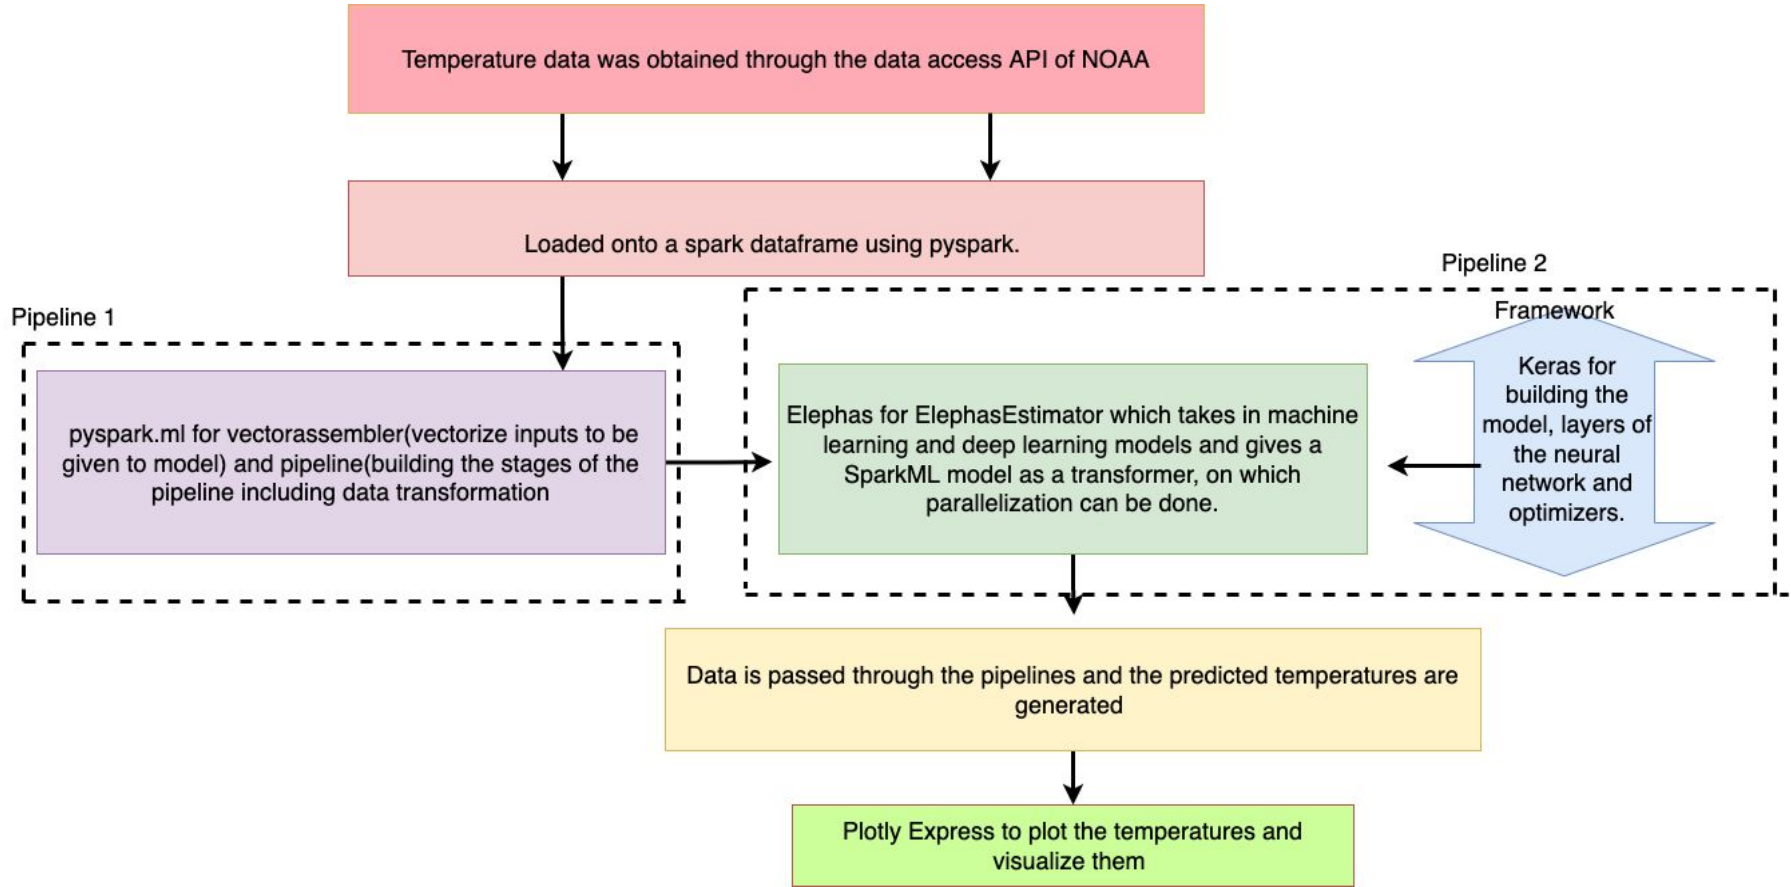 Temperature data was obtained through the data access API of NOAA
Loaded onto a spark dataframe using pyspark.
Pipeline 1
pyspark.ml for vectorassembler(vectorize inputs to be
given to model) and pipeline(building the stages of the
pipeline including data transformation
Pipeline 2
Elephas for ElephasEstimator which takes in machine
learning and deep learning models and gives a
SparkML model as a transformer, on which
parallelization can be done.
Framework
Keras for
building the
model, layers of
the neural
network and
optimizers.
Data is passed through the pipelines and the predicted temperatures are
generated
Plotly Express to plot the temperatures and
visualize them